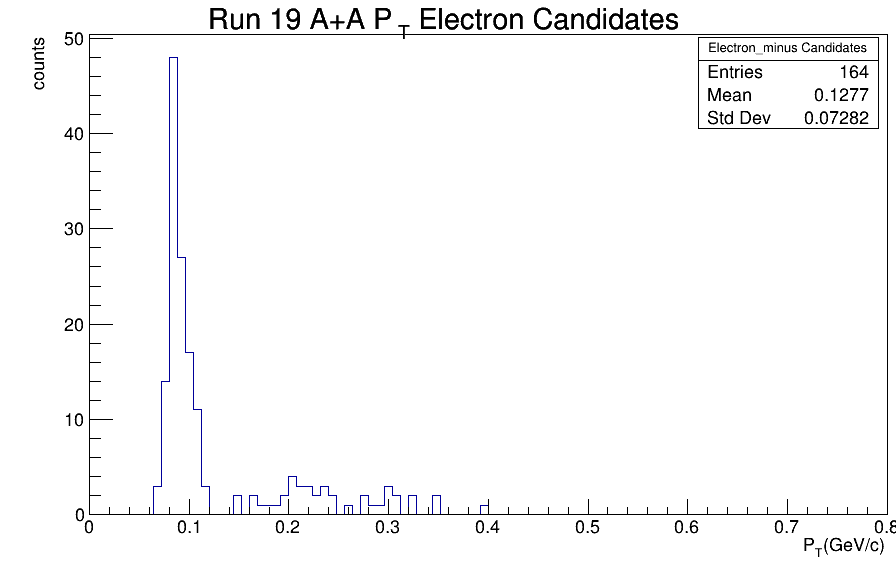 Run 19 A+A P_T Electron Candidates
counts
Electron_minus Candidates
Entries 164
Mean 0.1277
Std Dev 0.07282
50
40
30
20
10
0
0 0.1 0.2 0.3 0.4 0.5 0.6 0.7 0.8
P_T(GeV/c)